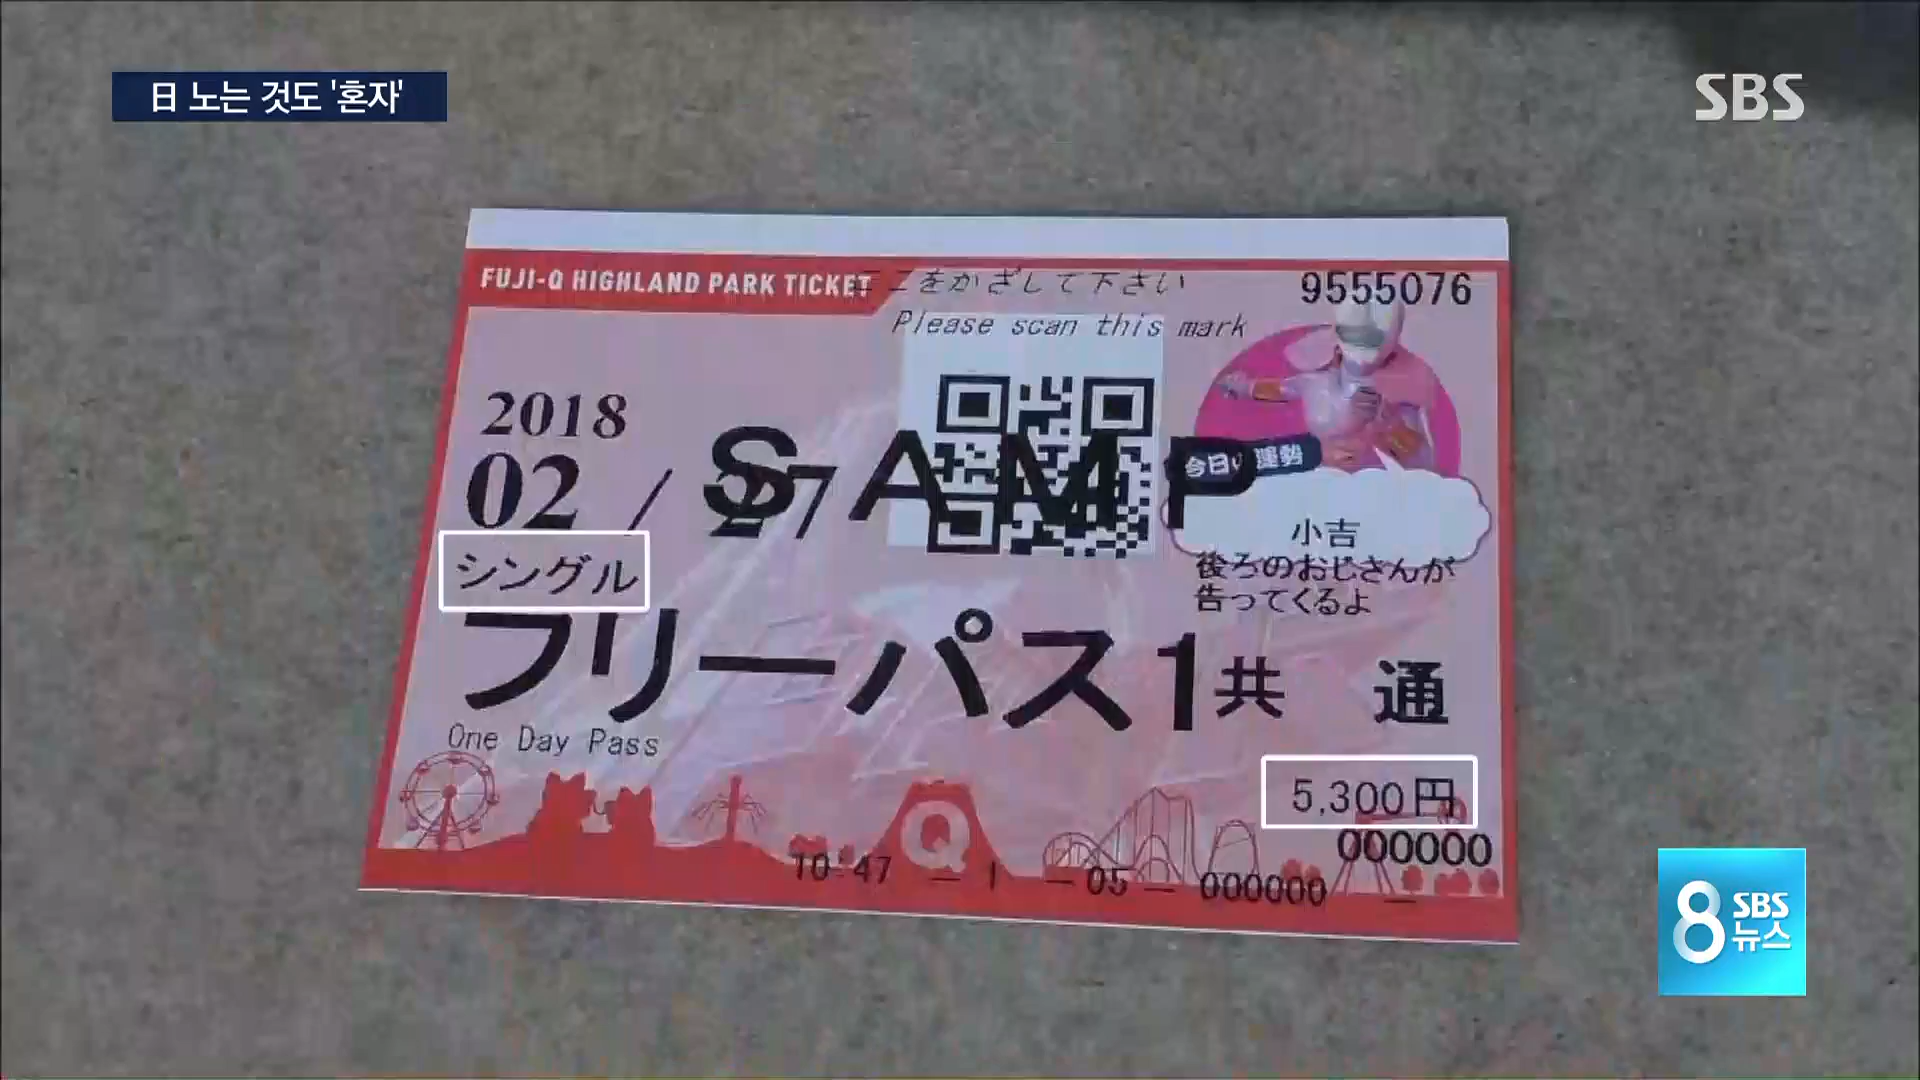 日 노는 것도 '혼자'
SBS
FUJI-Q HIGHLAND PARK TICKET
ここをかざして下さい
9555076
Please scan this mark
2018
02 / 27
SAMP
今日の運勢
小吉
シングル
後ろのおじさんが
告ってくるよ
フリーパス1共 通
One Day Pass
5,300円
000000
Q
10:47 - 1 - 05 - 000000 -
8 SBS
뉴스